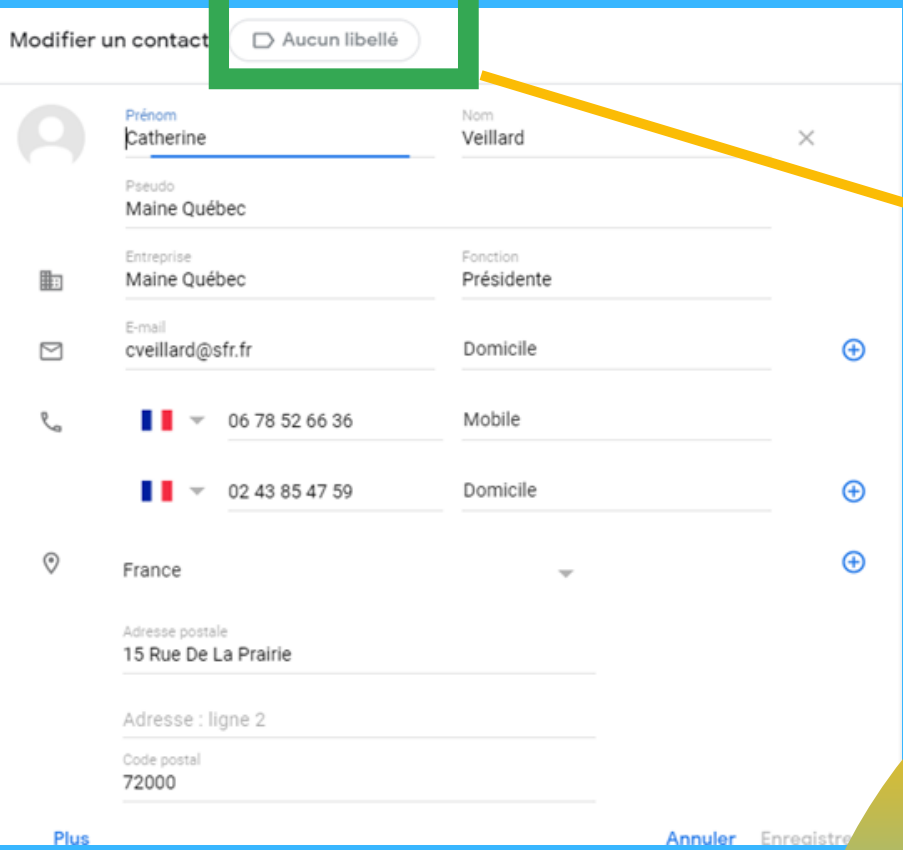 Modifier un contact Aucun libellé
Prénom Nom
Catherine Veillard
Pseudo
Maine Québec
Entreprise Fonction
Maine Québec Présidente
E-mail
cveillard@sfr.fr Domicile
06 78 52 66 36 Mobile
02 43 85 47 59 Domicile
France
Adresse postale
15 Rue De La Prairie
Adresse : ligne 2
Code postal
72000
Plus Annuler Enregistre